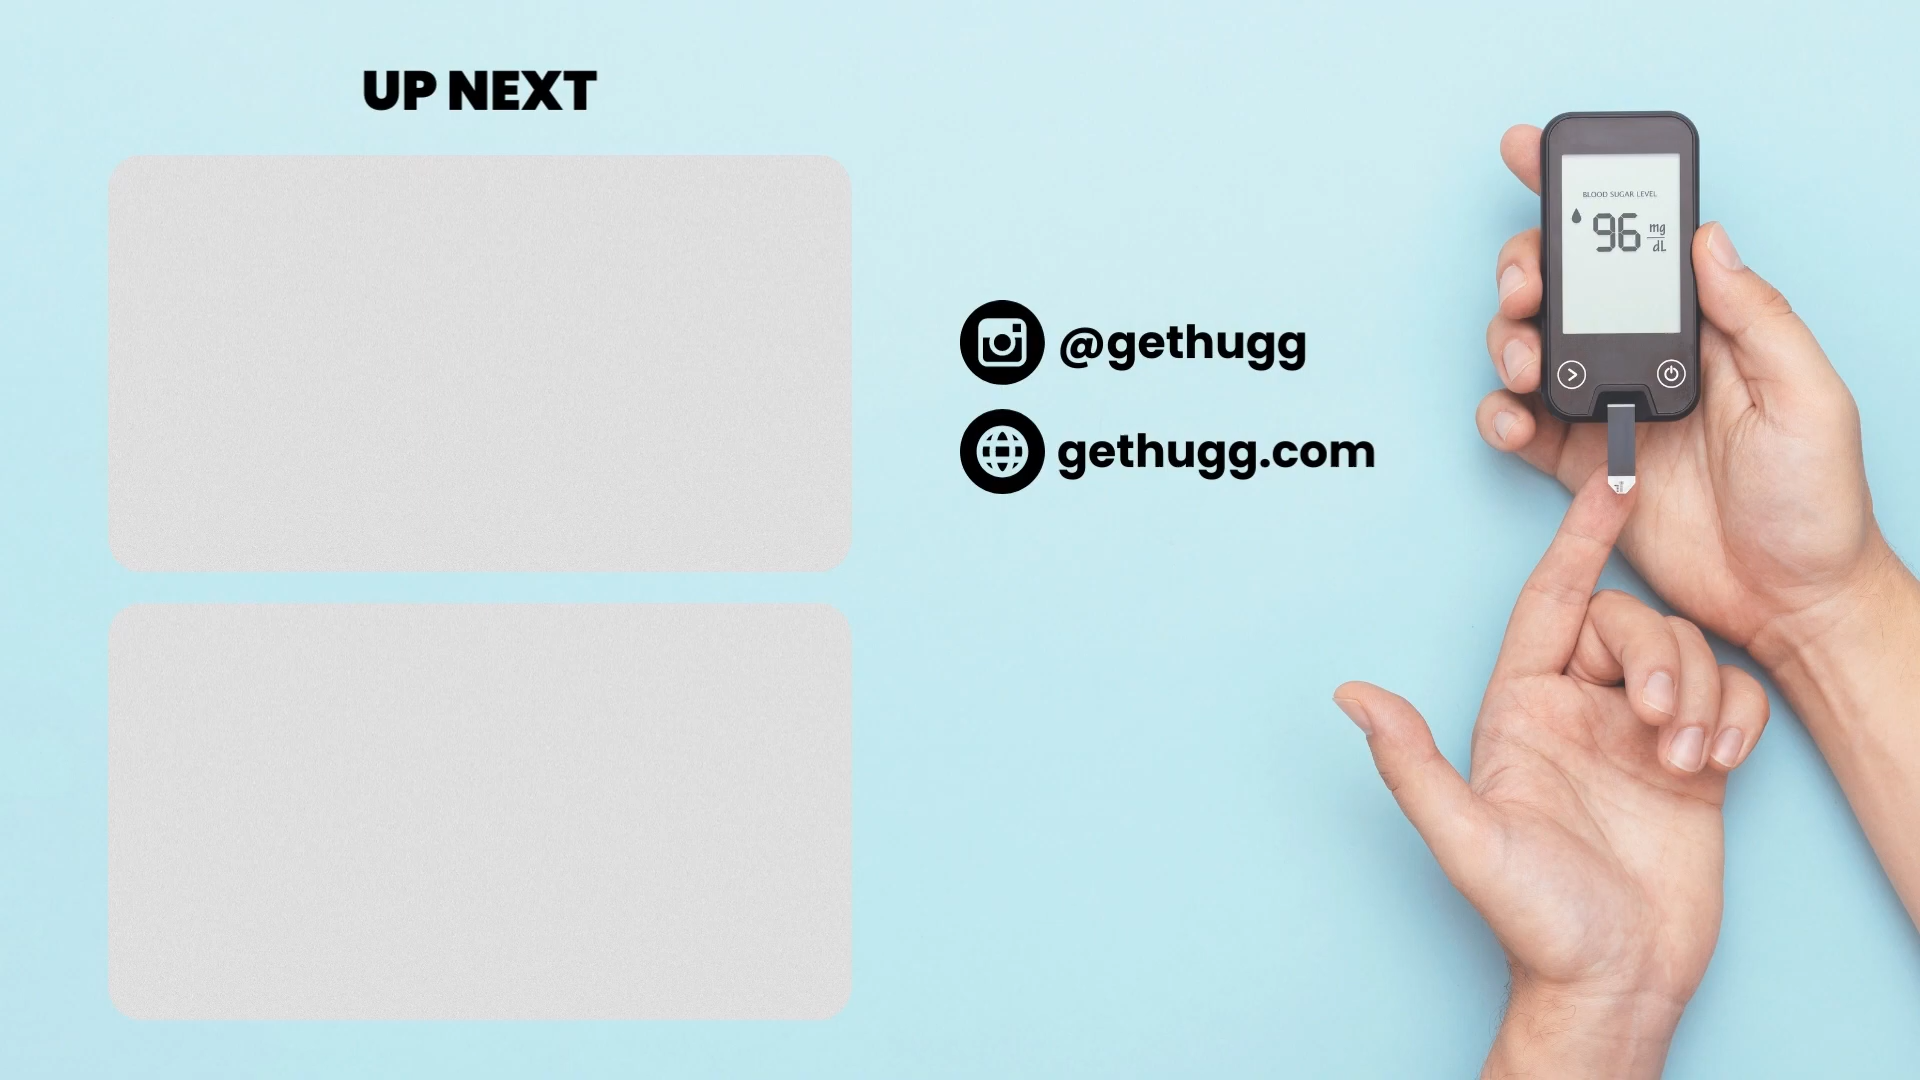 UP NEXT
@gethugg
gethugg.com
BLOOD SUGAR LEVEL
96 mg/dL